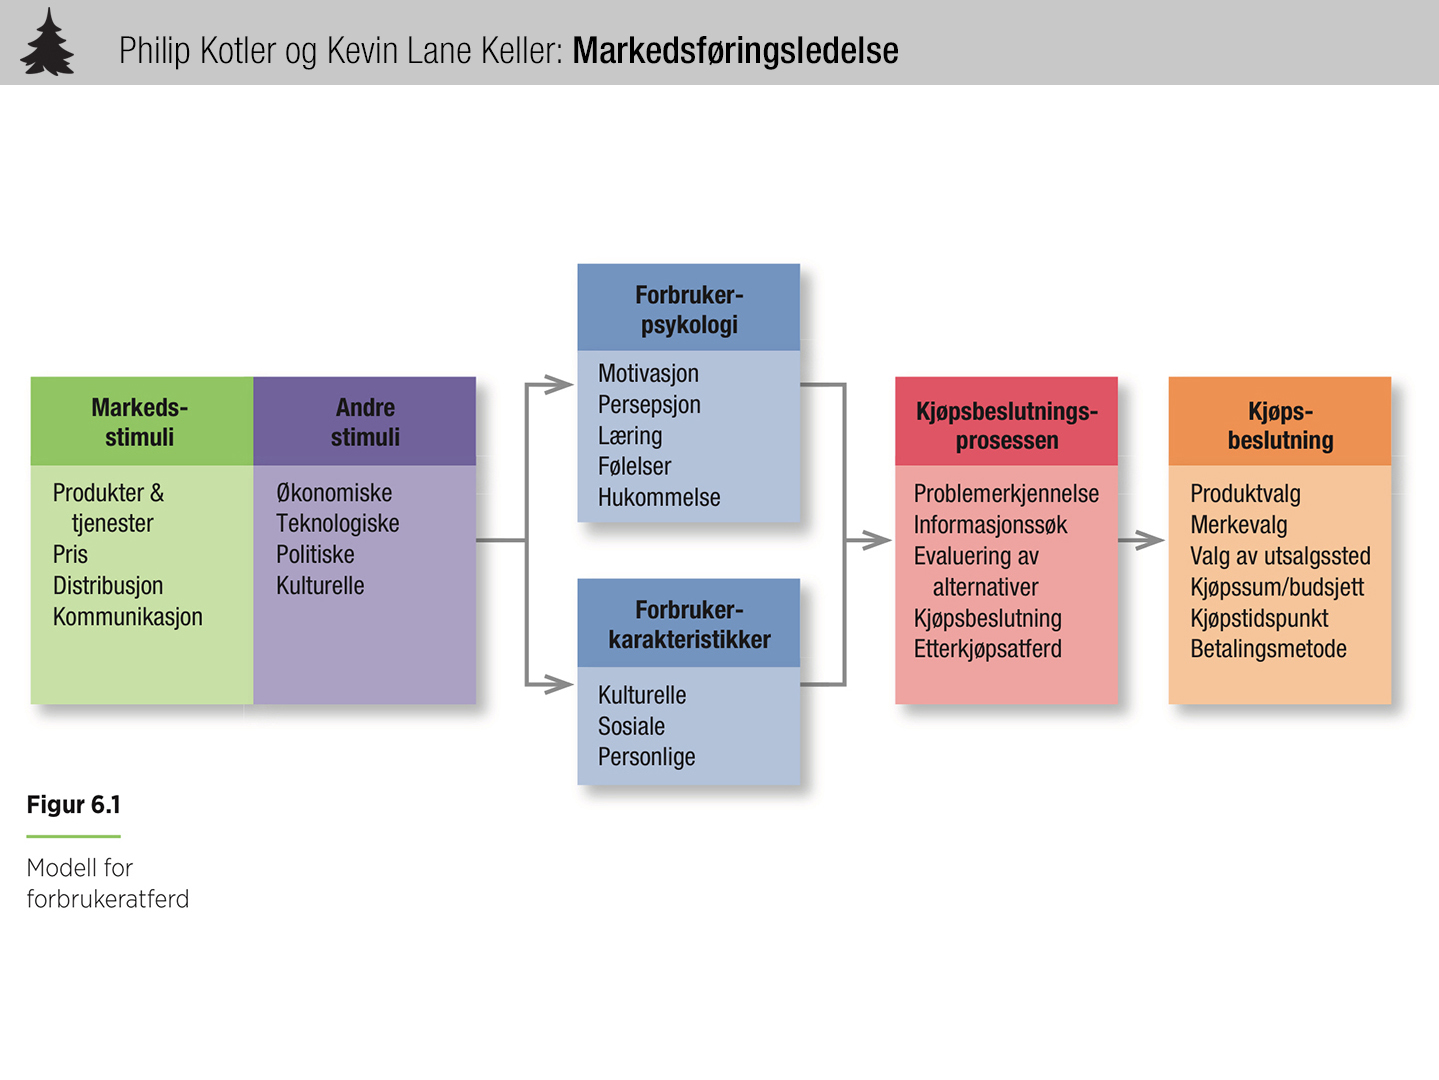 Philip Kotler og Kevin Lane Keller: Markedsføringsledelse
Markeds-
stimuli
Produkter &
tjenester
Pris
Distribusjon
Kommunikasjon
Andre
stimuli
Økonomiske
Teknologiske
Politiske
Kulturelle
Forbruker-
psykologi
Motivasjon
Persepsjon
Læring
Følelser
Hukommelse
Forbruker-
karakteristikker
Kulturelle
Sosiale
Personlige
Kjøpsbeslutnings-
prosessen
Problemerkjennelse
Informasjonssøk
Evaluering av
alternativer
Kjøpsbeslutning
Etterkjøpsatferd
Kjøps-
beslutning
Produktvalg
Merkevalg
Valg av utsalgssted
Kjøpssum/budsjett
Kjøpstidspunkt
Betalingsmetode
Figur 6.1
Modell for
forbrukeratferd